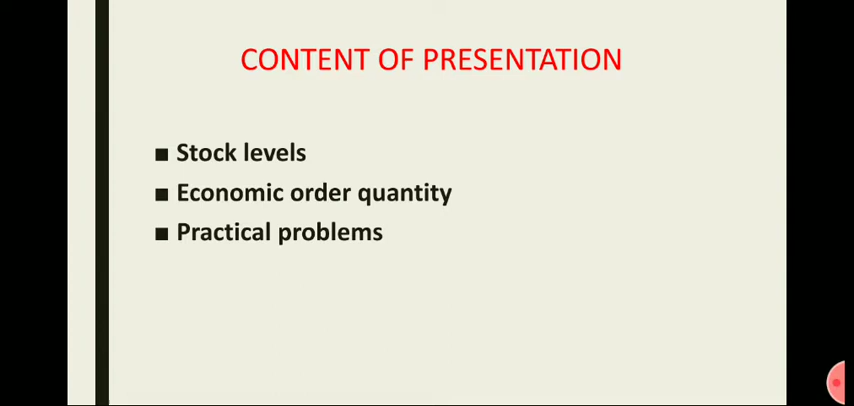 CONTENT OF PRESENTATION
■ Stock levels
■ Economic order quantity
■ Practical problems